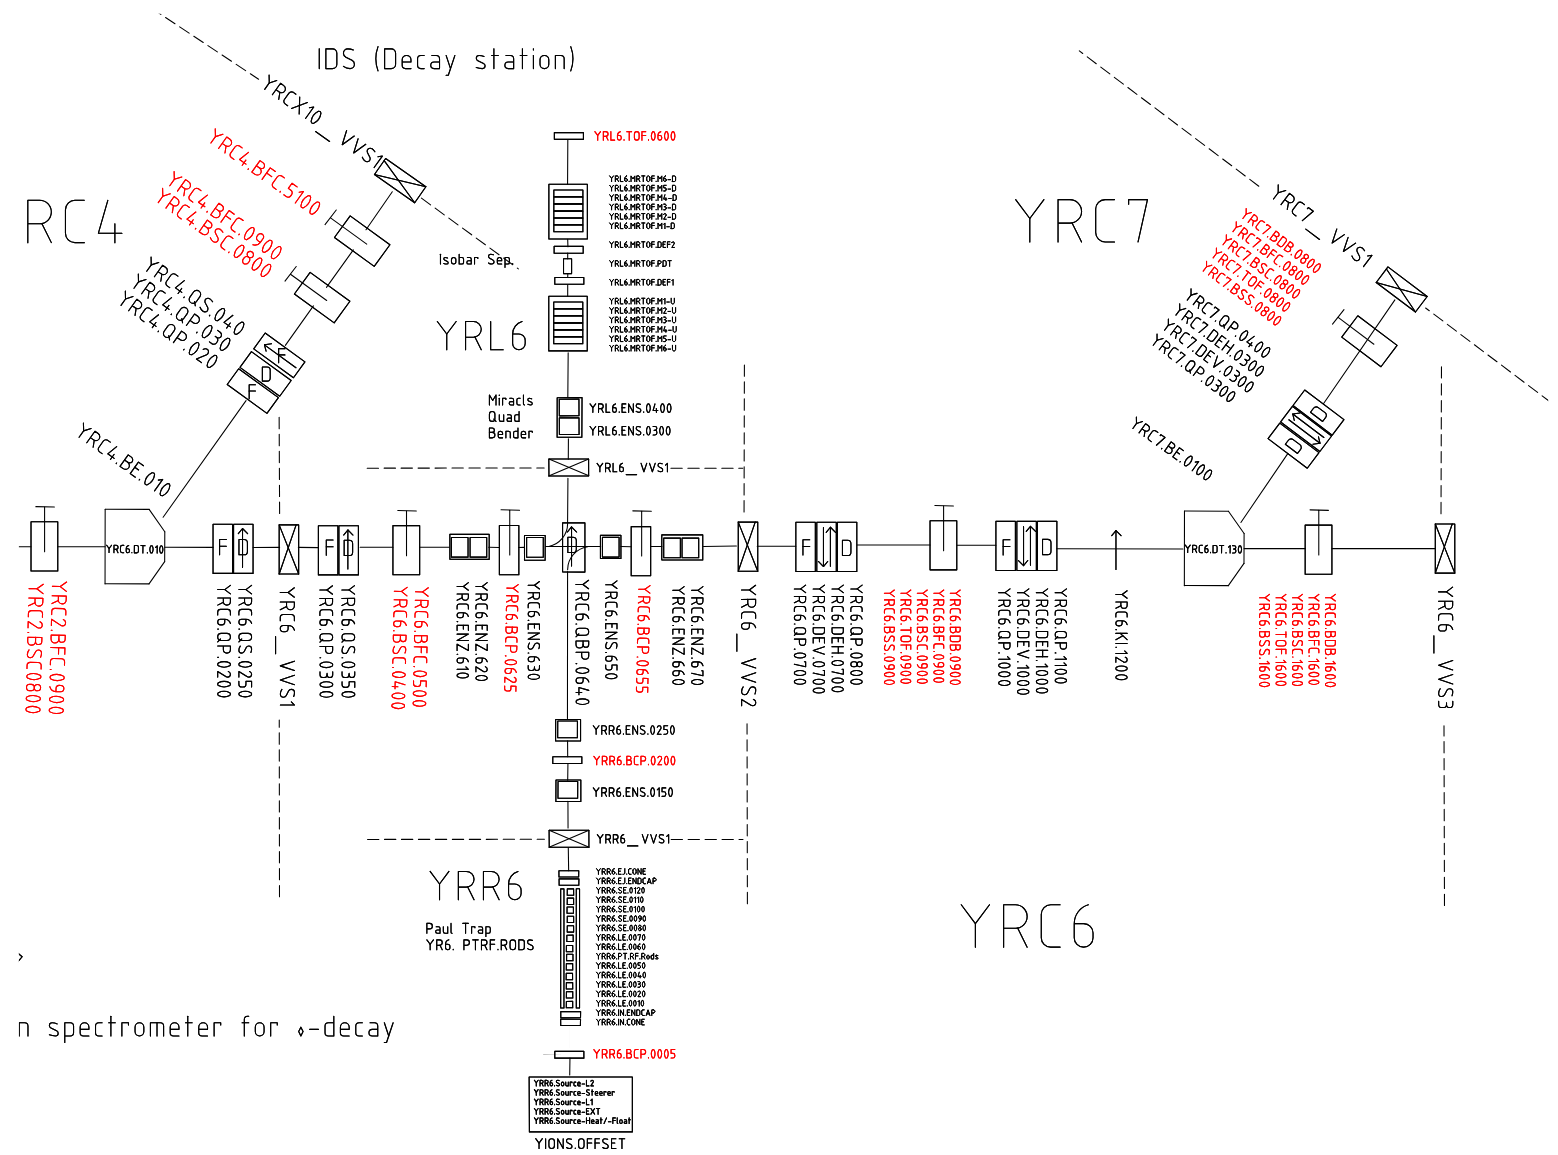 IDS (Decay station)
YRCX10__ VVS1
YRC4.BFC.5100
YRC4.BFC.0900
YRC4.BSC.0800
RC4
YRC4.QS.040
YRC4.QP.030
YRC4.QP.020
F
D
YRC4.BE.010
YRL6.TOF.0600
YRL6.MRTOF.M6-D
YRL6.MRTOF.M5-D
YRL6.MRTOF.M4-D
YRL6.MRTOF.M3-D
YRL6.MRTOF.M2-D
YRL6.MRTOF.M1-D
YRL6.MRTOF.DEF2
Isobar Sep.
YRL6.MRTOF.PDT
YRL6.MRTOF.DEF1
YRL6
YRL6.MRTOF.M1-U
YRL6.MRTOF.M2-U
YRL6.MRTOF.M3-U
YRL6.MRTOF.M4-U
YRL6.MRTOF.M5-U
YRL6.MRTOF.M6-U
Miracls
Quad
Bender
YRL6.ENS.0400
YRL6.ENS.0300
YRL6__VVS1
YRC7
YRC7__ VVS1
YRC7.BDB.0800
YRC7.BFC.0800
YRC7.BSC.0800
YRC7.TOF.0800
YRC7.BSS.0800
YRC7.QP.0400
YRC7.DEH.0300
YRC7.DEV.0300
YRC7.QP.0300
D
D
YRC7.BE.0100
YRC6.DT.010
F
D
F
D
D
F
D
F
D
YRC6.DT.130
YRC2.BFC.0900
YRC2.BSC0800
YRC6.QS.0250
YRC6.QP.0200
YRC6__ VVS1
YRC6.QS.0350
YRC6.QP.0300
YRC6.BFC.0500
YRC6.BSC.0400
YRC6.ENZ.620
YRC6.ENZ.610
YRC6.BCP.0625
YRC6.ENS.630
YRC6.QBP.0640
YRC6.ENS.650
YRC6.BCP.0655
YRC6.ENZ.670
YRC6.ENZ.660
YRC6__ VVS2
YRC6.QP.0800
YRC6.DEH.0700
YRC6.DEV.0700
YRC6.QP.0700
YRC6.BDB.0900
YRC6.BFC.0900
YRC6.BSC.0900
YRC6.TOF.0900
YRC6.BSS.0900
YRC6.QP.1100
YRC6.DEH.1000
YRC6.DEV.1000
YRC6.QP.1000
YRC6.KI.1200
YRC6.BDB.1600
YRC6.BFC.1600
YRC6.BSC.1600
YRC6.TOF.1600
YRC6.BSS.1600
YRC6__ VVS3
YRR6.ENS.0250
YRR6.BCP.0200
YRR6.ENS.0150
YRR6__VVS1
YRR6
Paul Trap
YR6. PTRF.RODS
YRR6.EJ.CONE
YRR6.EJ.ENDCAP
YRR6.SE.0120
YRR6.SE.0110
YRR6.SE.0100
YRR6.SE.0090
YRR6.SE.0080
YRR6.LE.0070
YRR6.LE.0060
YRR6.PT.RF.Rods
YRR6.LE.0050
YRR6.LE.0040
YRR6.LE.0030
YRR6.LE.0020
YRR6.LE.0010
YRR6.IN.ENDCAP
YRR6.IN.CONE
YRC6
n spectrometer for ⬨-decay
YRR6.BCP.0005
YRR6.Source-L2
YRR6.Source-Steerer
YRR6.Source-L1
YRR6.Source-EXT
YRR6.Source-Heat/-Float
YIONS.OFFSET